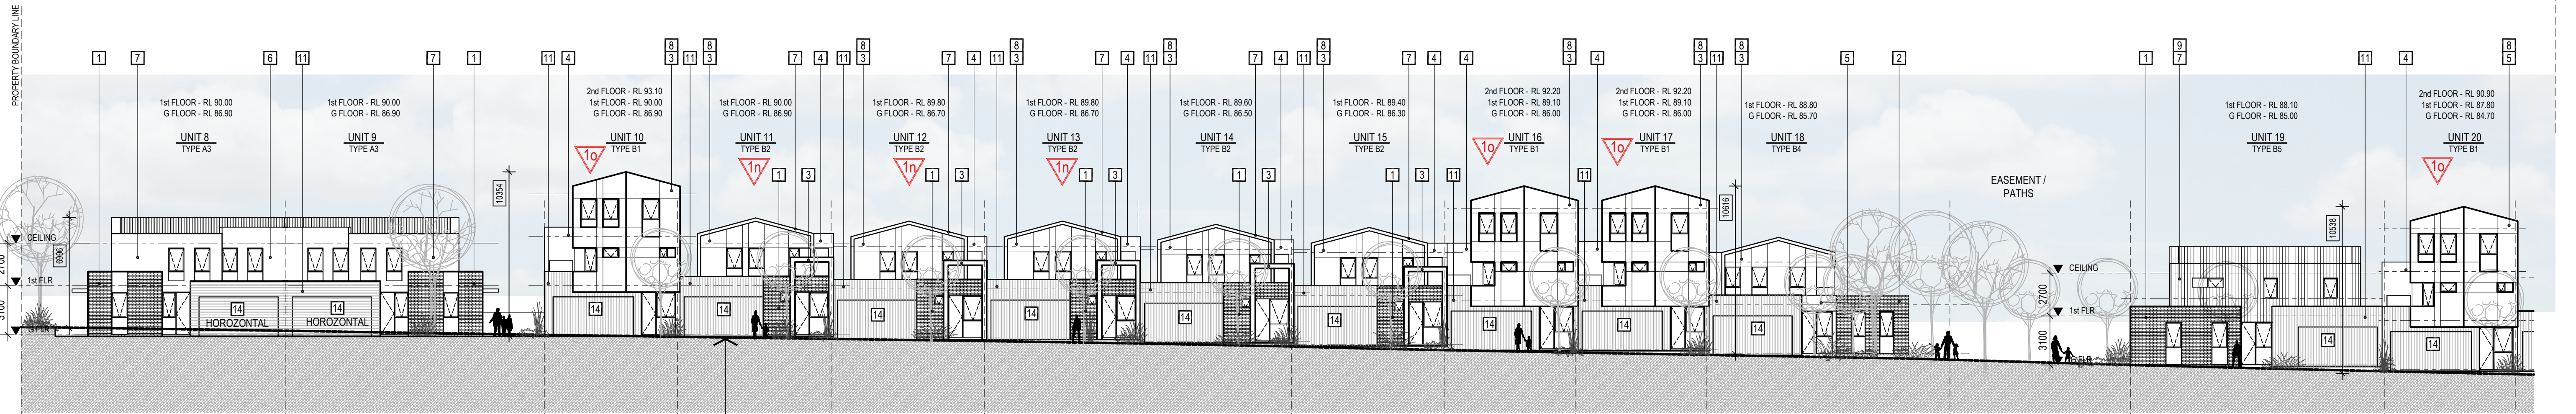 PROPERTY BOUNDARY LINE
1
7
6
11
7
1
11
4
8
3
11
8
3
7
4
11
8
3
7
4
11
8
3
7
4
11
8
3
7
4
11
8
3
7
4
4
8
3
4
8
3
11
8
3
5
2
1
9
7
11
4
8
5
1st FLOOR - RL 90.00
G FLOOR - RL 86.90
UNIT 8
TYPE A3
1st FLOOR - RL 90.00
G FLOOR - RL 86.90
UNIT 9
TYPE A3
2nd FLOOR - RL 93.10
1st FLOOR - RL 90.00
G FLOOR - RL 86.90
UNIT 10
TYPE B1
1o
1st FLOOR - RL 90.00
G FLOOR - RL 86.90
UNIT 11
TYPE B2
1n
1
3
1st FLOOR - RL 89.80
G FLOOR - RL 86.70
UNIT 12
TYPE B2
1n
1
3
1st FLOOR - RL 89.80
G FLOOR - RL 86.70
UNIT 13
TYPE B2
1n
1
3
1st FLOOR - RL 89.60
G FLOOR - RL 86.50
UNIT 14
TYPE B2
1
3
1st FLOOR - RL 89.40
G FLOOR - RL 86.30
UNIT 15
TYPE B2
1
3
11
2nd FLOOR - RL 92.20
1st FLOOR - RL 89.10
G FLOOR - RL 86.00
UNIT 16
TYPE B1
1o
11
2nd FLOOR - RL 92.20
1st FLOOR - RL 89.10
G FLOOR - RL 86.00
UNIT 17
TYPE B1
1o
1st FLOOR - RL 88.80
G FLOOR - RL 85.70
UNIT 18
TYPE B4
EASEMENT /
PATHS
1st FLOOR - RL 88.10
G FLOOR - RL 85.00
UNIT 19
TYPE B5
2nd FLOOR - RL 90.90
1st FLOOR - RL 87.80
G FLOOR - RL 84.70
UNIT 20
TYPE B1
1o
10354
10616
10538
6996
CEILING
2700
1st FLR
3100
G FLR
14
HOROZONTAL
14
HOROZONTAL
14
14
14
14
14
14
14
14
14
CEILING
2700
1st FLR
3100
G FLR
14
14